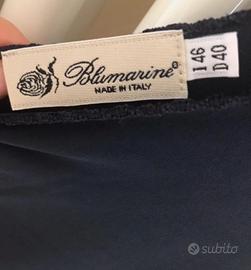 Blumarine®
MADE IN ITALY
I 46
D 40
subito